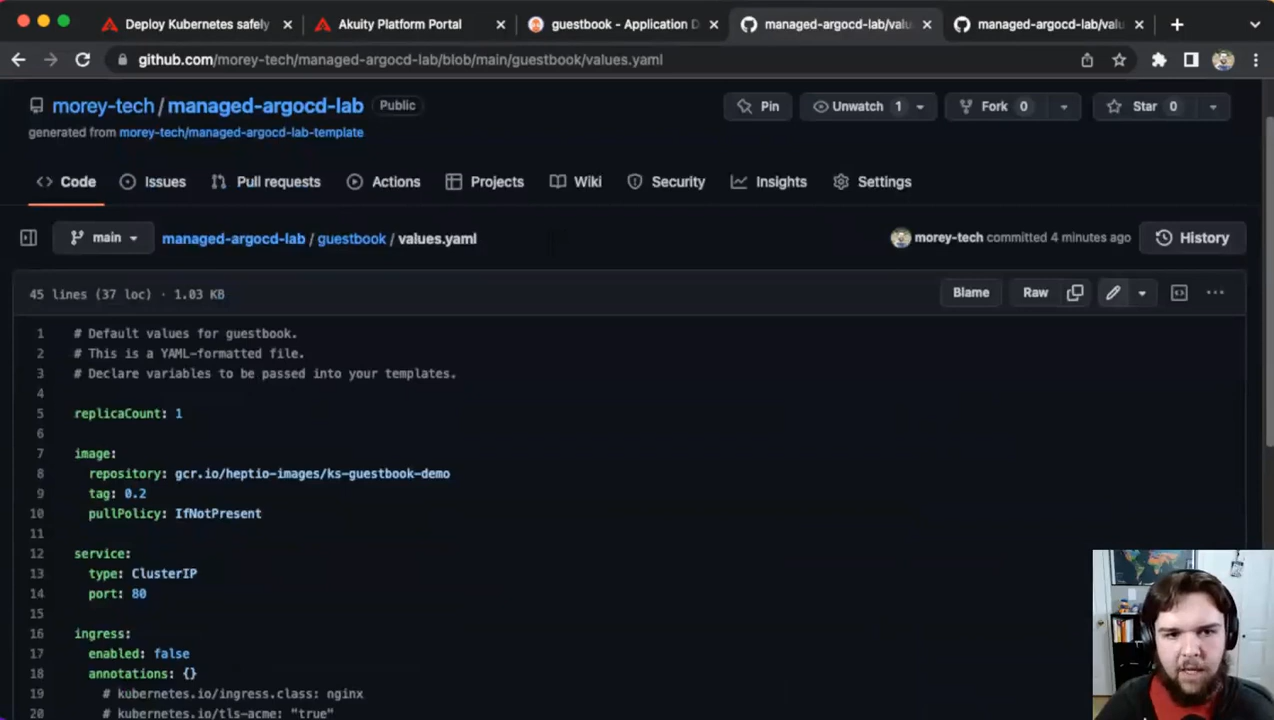 Deploy Kubernetes safely
Akuity Platform Portal
guestbook - Application D
managed-argocd-lab/valu
managed-argocd-lab/valu
github.com/morey-tech/managed-argocd-lab/blob/main/guestbook/values.yaml
morey-tech / managed-argocd-lab Public
Pin
Unwatch 1
Fork 0
Star 0
generated from morey-tech/managed-argocd-lab-template
Code
Issues
Pull requests
Actions
Projects
Wiki
Security
Insights
Settings
main
managed-argocd-lab / guestbook / values.yaml
morey-tech committed 4 minutes ago
History
45 lines (37 loc) · 1.03 KB
Blame
Raw
1 # Default values for guestbook.
2 # This is a YAML-formatted file.
3 # Declare variables to be passed into your templates.
4
5 replicaCount: 1
6
7 image:
8 repository: gcr.io/heptio-images/ks-guestbook-demo
9 tag: 0.2
10 pullPolicy: IfNotPresent
11
12 service:
13 type: ClusterIP
14 port: 80
15
16 ingress:
17 enabled: false
18 annotations: {}
19 # kubernetes.io/ingress.class: nginx
20 # kubernetes.io/tls-acme: "true"